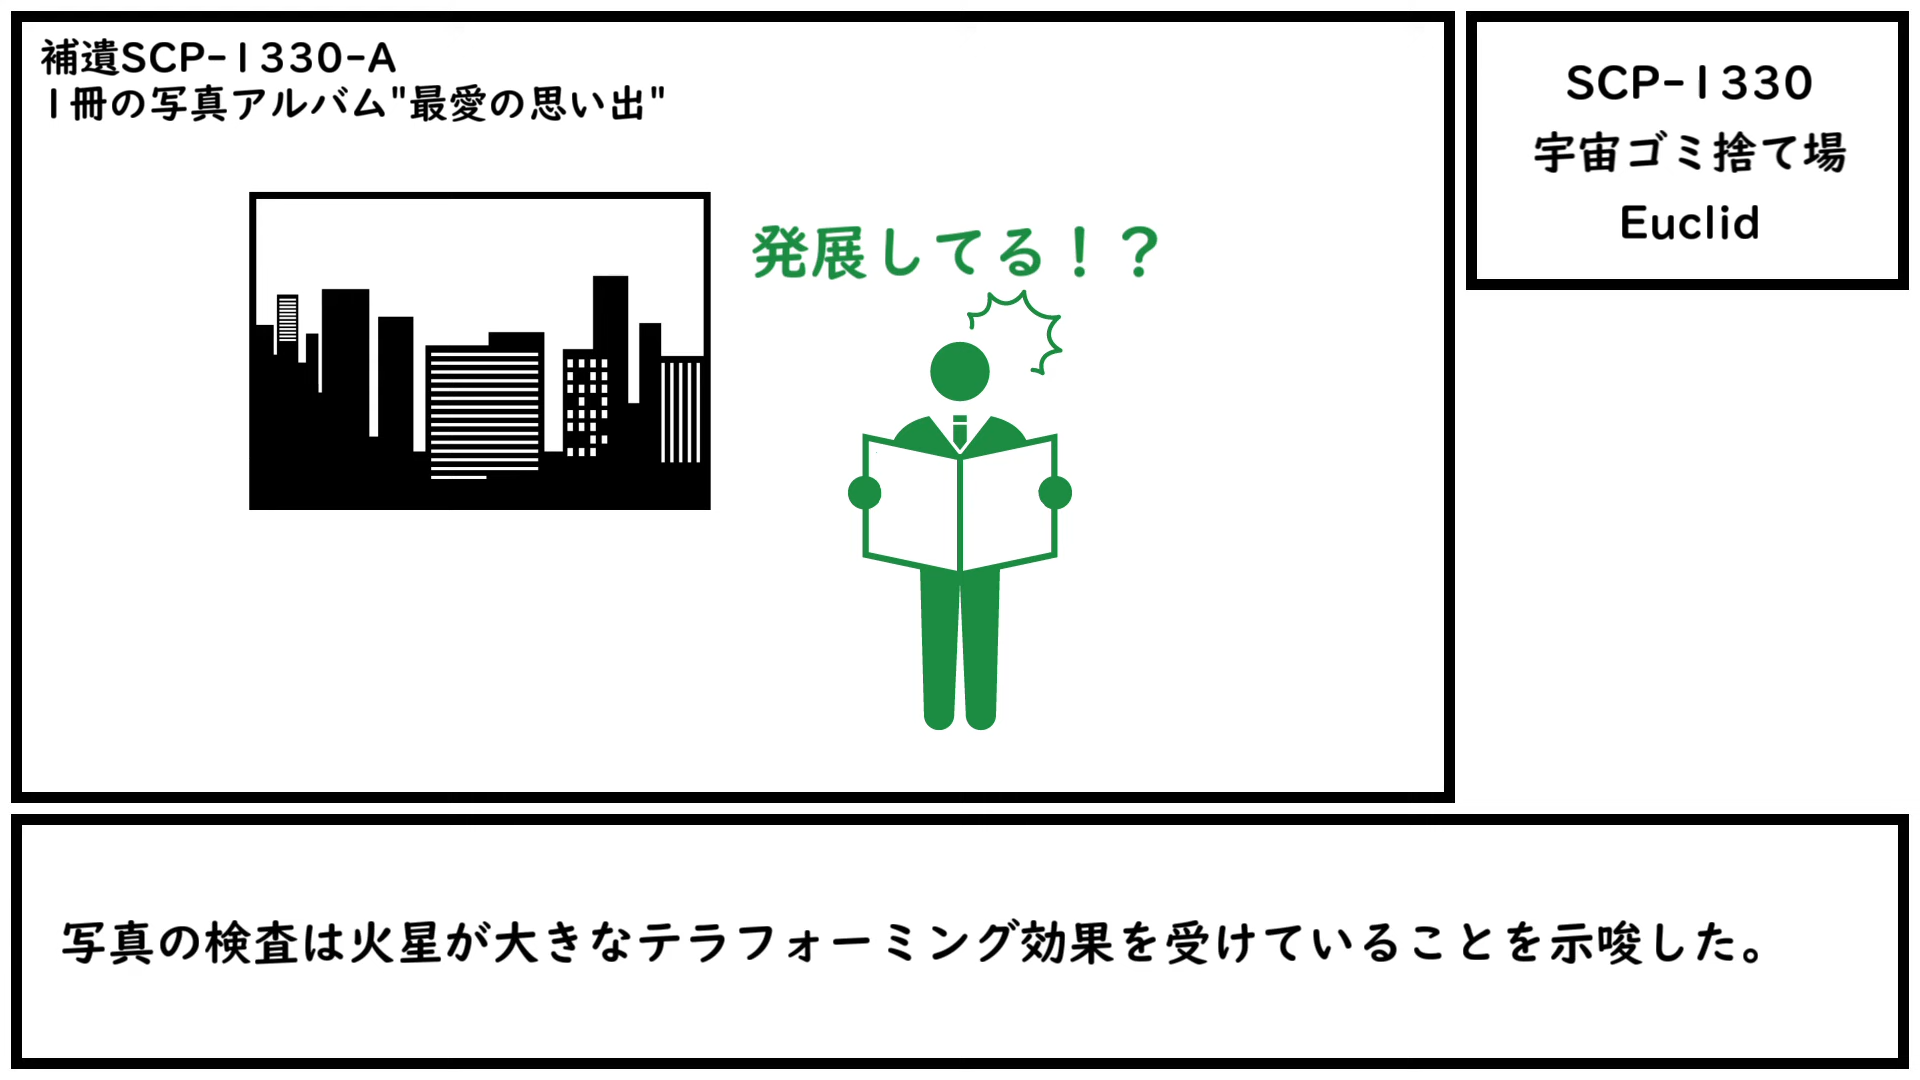 補遺SCP-1330-A
1冊の写真アルバム"最愛の思い出"
発展してる！？
SCP-1330
宇宙ゴミ捨て場
Euclid
写真の検査は火星が大きなテラフォーミング効果を受けていることを示唆した。